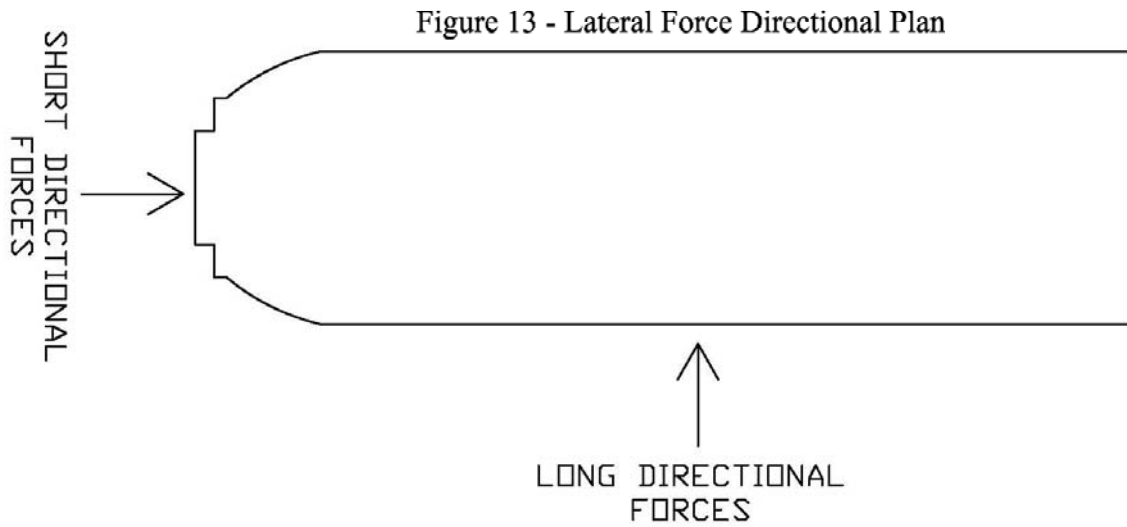 Figure 13 - Lateral Force Directional Plan
SHORT DIRECTIONAL
FORCES
LONG DIRECTIONAL
FORCES